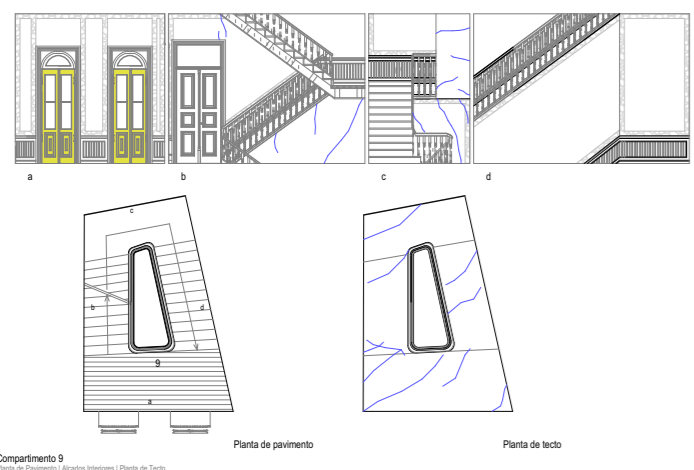 a
b
c
d
c
b
d
9
a
Planta de pavimento
Planta de tecto
Compartimento 9
Planta de Pavimento | Alçados Interiores | Planta de Tecto